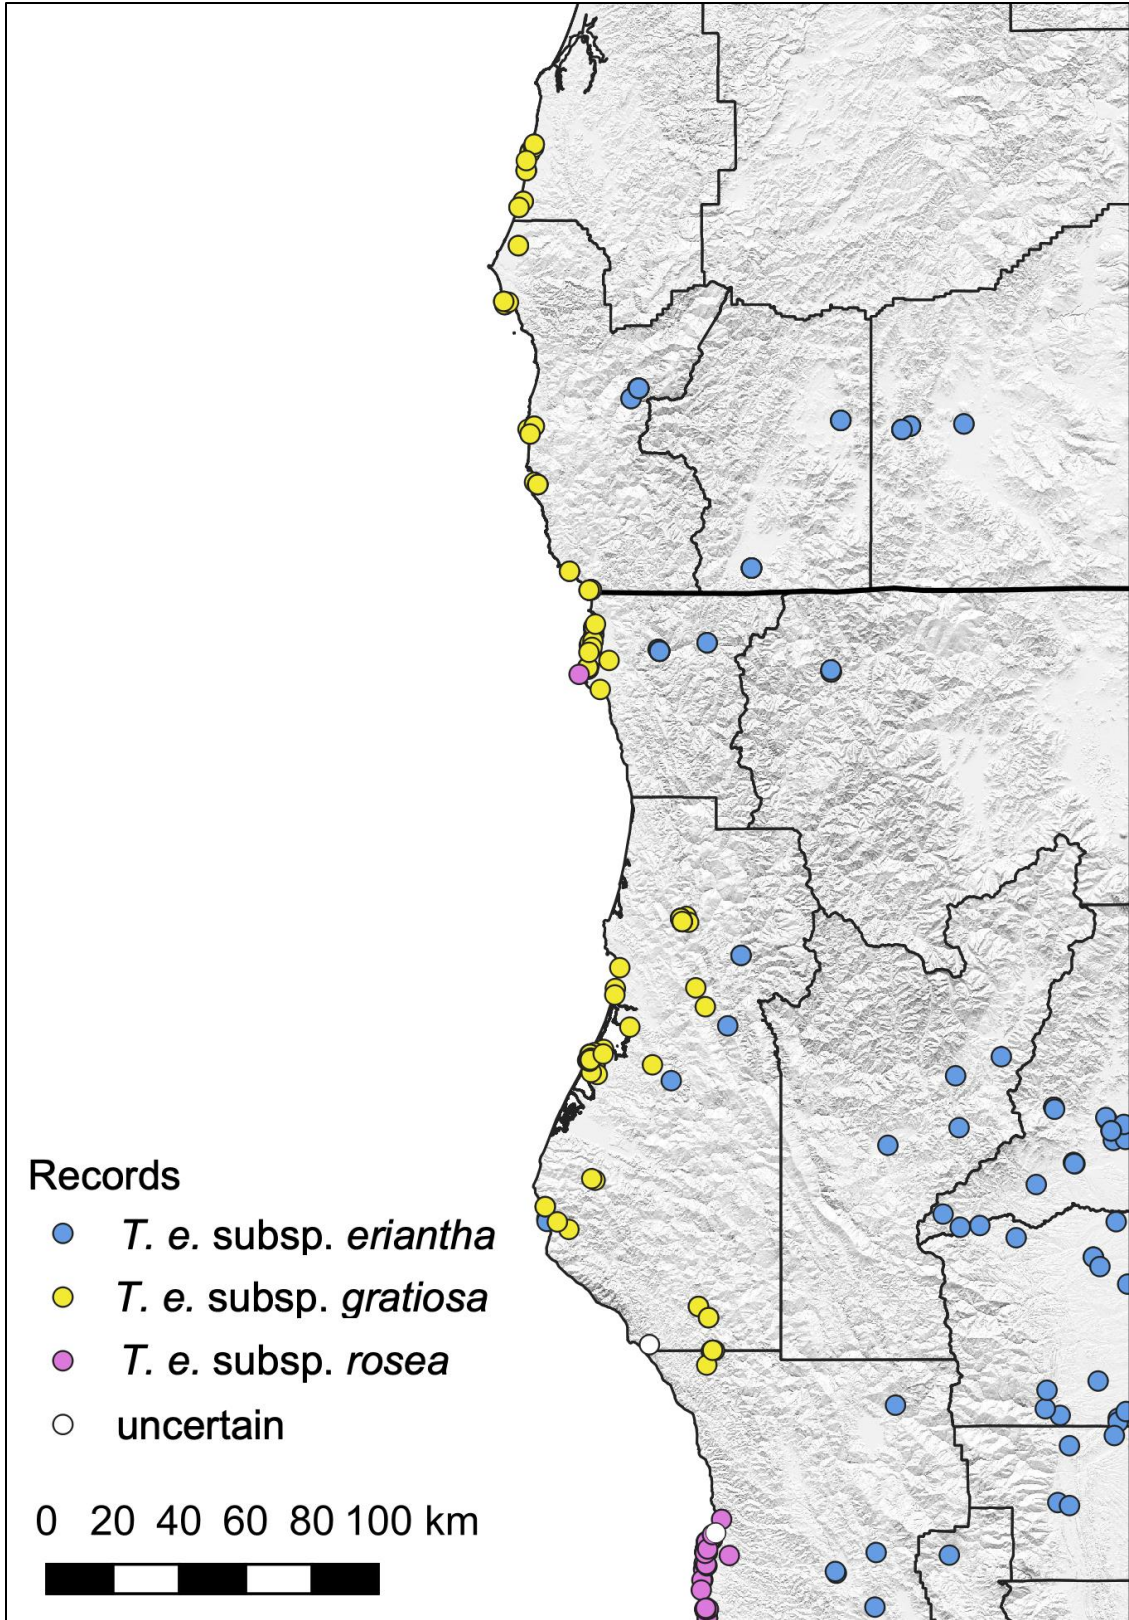 Records
T. e. subsp. eriantha
T. e. subsp. gratiosa
T. e. subsp. rosea
uncertain
0 20 40 60 80 100 km